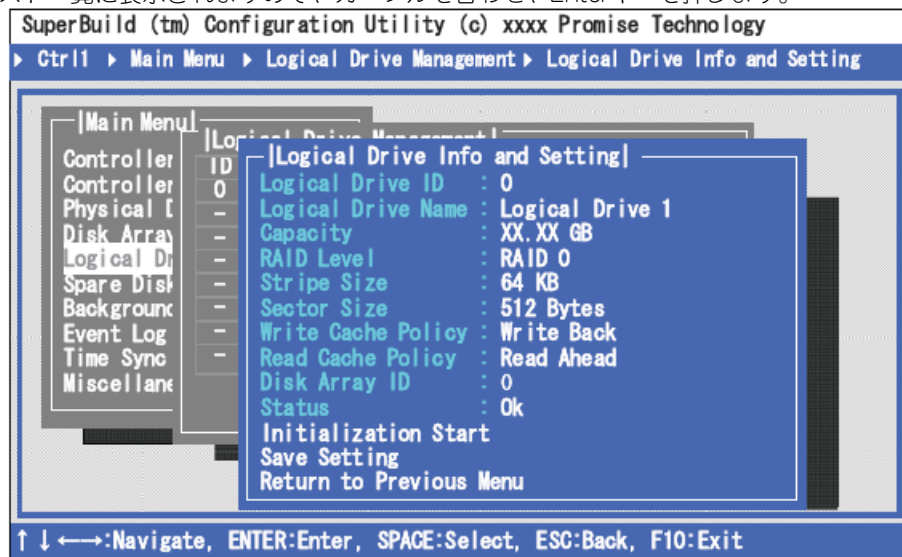 SuperBuild (tm) Configuration Utility (c) xxxx Promise Technology
▶ Ctrl1 ▶ Main Menu ▶ Logical Drive Management ▶ Logical Drive Info and Setting
|Main Menu|
Controller
Controller
Physical
Disk Array
Logical
Spare Disk
Background
Event Log
Time Sync
ID
0
-
-
-
-
-
-
-
|Logical Drive Info and Setting|
Logical Drive ID : 0
Logical Drive Name : Logical Drive 1
Capacity : XX.XX GB
RAID Level : RAID 0
Stripe Size : 64 KB
Sector Size : 512 Bytes
Write Cache Policy : Write Back
Read Cache Policy : Read Ahead
Disk Array ID : 0
Status : Ok
Initialization Start
Save Setting
Return to Previous Menu
↑↓←→:Navigate, ENTER:Enter, SPACE:Select, ESC:Back, F10:Exit